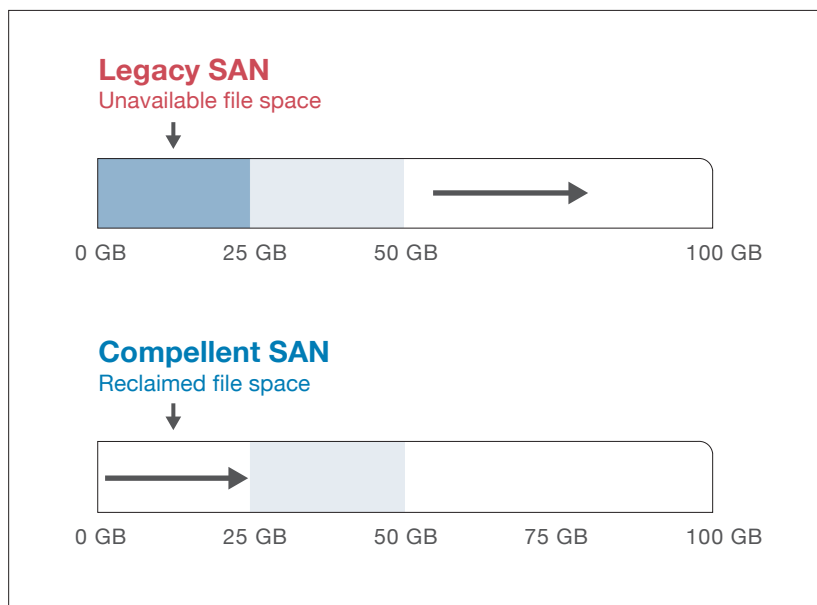 Legacy SAN
Unavailable file space
0 GB 25 GB 50 GB 100 GB
Compellent SAN
Reclaimed file space
0 GB 25 GB 50 GB 75 GB 100 GB